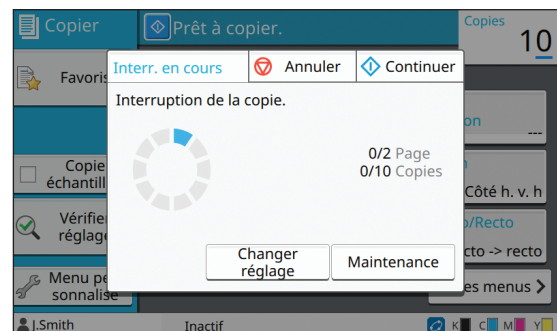 Copier
Prêt à copier.
Copies
10
Favoris
Interr. en cours
Annuler
Continuer
Interruption de la copie.
0/2 Page
0/10 Copies
on
---
Copie
échantill
Côté h. v. h
Vérifie
réglage
o/Recto
cto -> recto
Changer
réglage
Maintenance
Menu pe
sonnalisé
es menus
J.Smith
Inactif
K C M Y